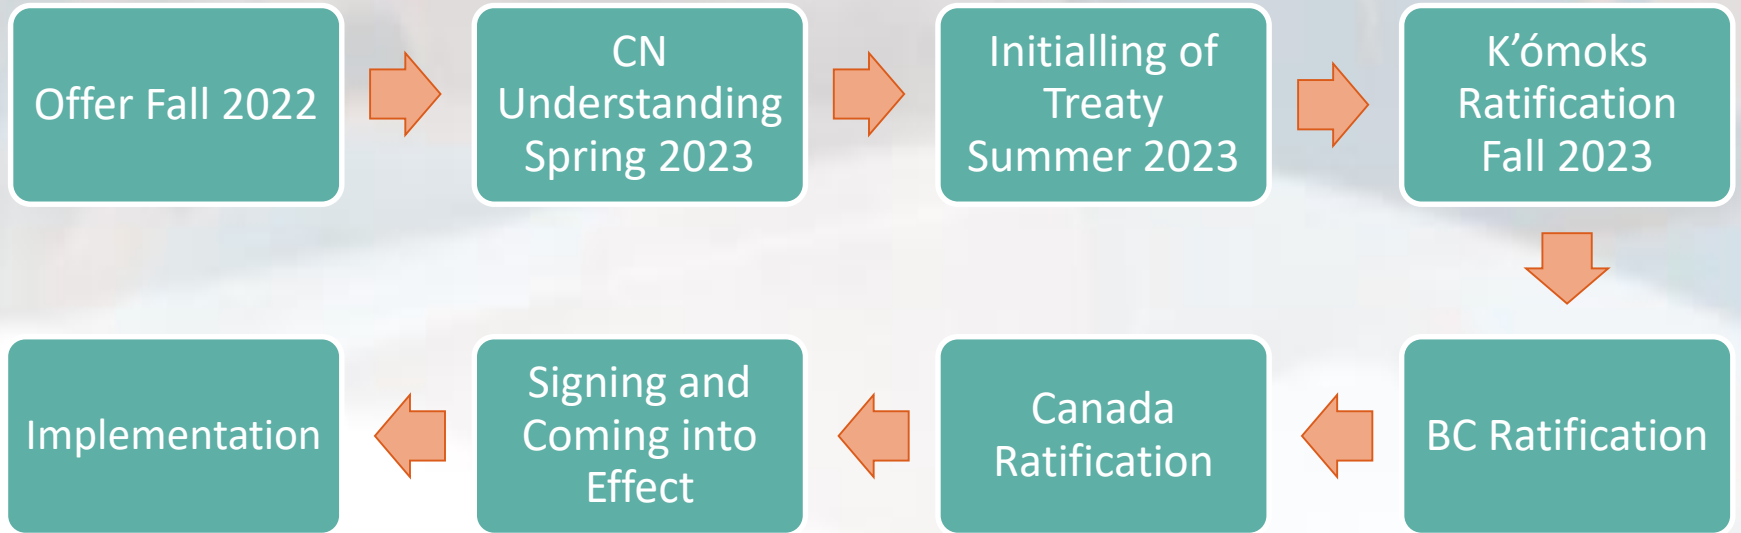 Offer Fall 2022
CN
Understanding
Spring 2023
Initialling of
Treaty
Summer 2023
K’ómoks
Ratification
Fall 2023
BC Ratification
Canada
Ratification
Signing and
Coming into
Effect
Implementation